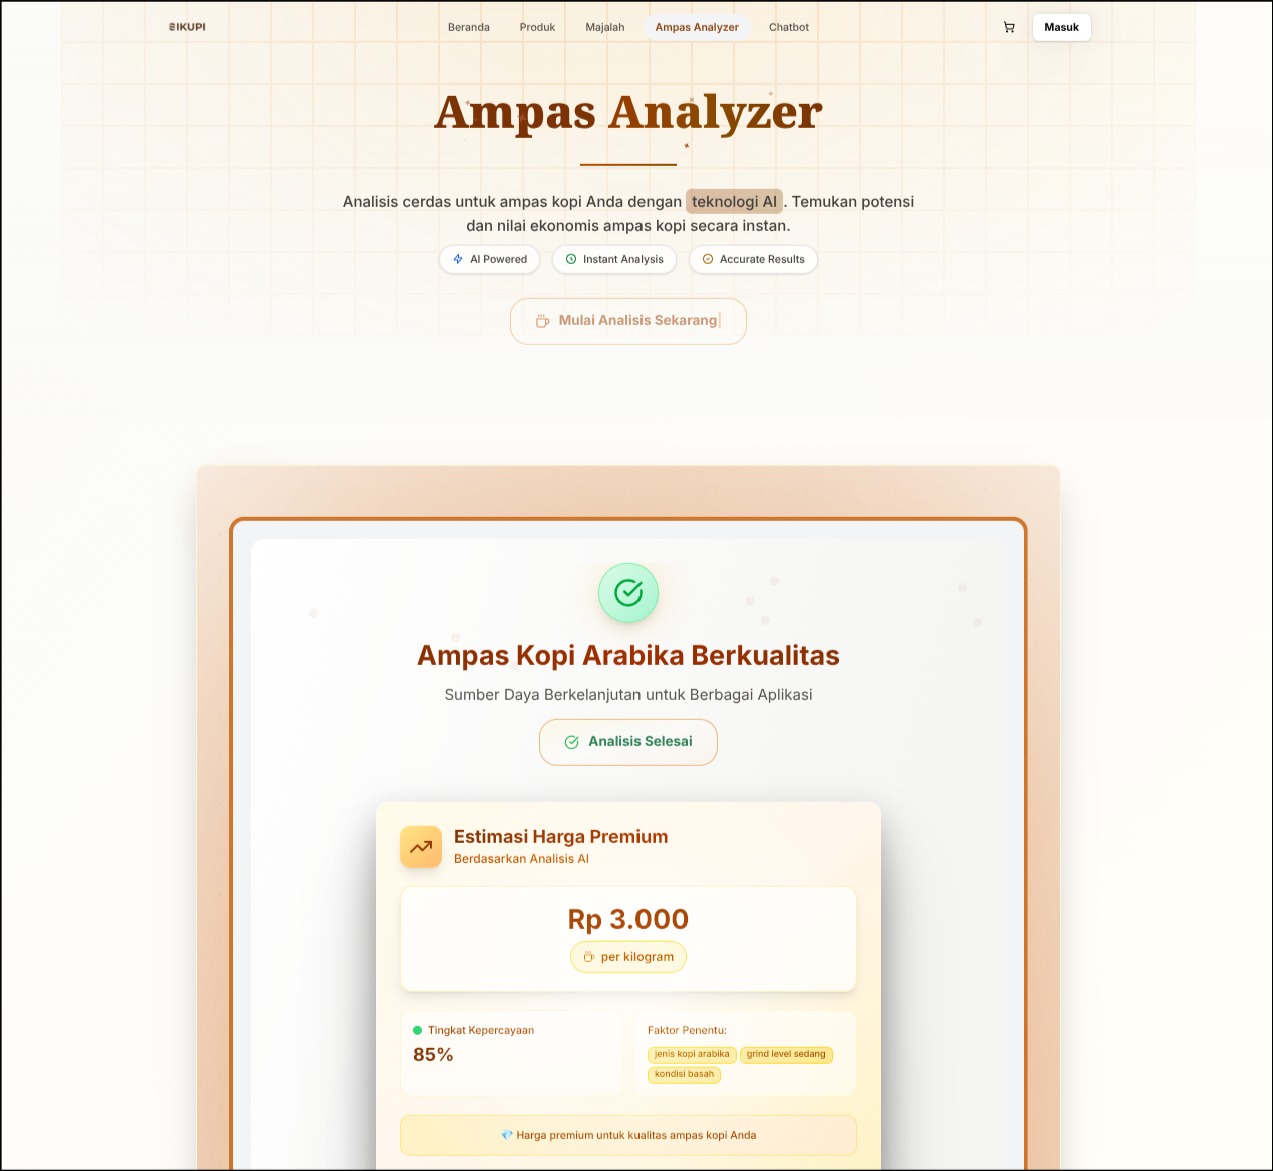 IKUPI
Beranda
Produk
Majalah
Ampas Analyzer
Chatbot
Masuk
Ampas Analyzer
Analisis cerdas untuk ampas kopi Anda dengan teknologi AI. Temukan potensi
dan nilai ekonomis ampas kopi secara instan.
AI Powered
Instant Analysis
Accurate Results
Mulai Analisis Sekarang
Ampas Kopi Arabika Berkualitas
Sumber Daya Berkelanjutan untuk Berbagai Aplikasi
Analisis Selesai
Estimasi Harga Premium
Berdasarkan Analisis AI
Rp 3.000
per kilogram
Tingkat Kepercayaan
85%
Faktor Penentu:
jenis kopi arabika
grind level sedang
kondisi basah
💎 Harga premium untuk kualitas ampas kopi Anda